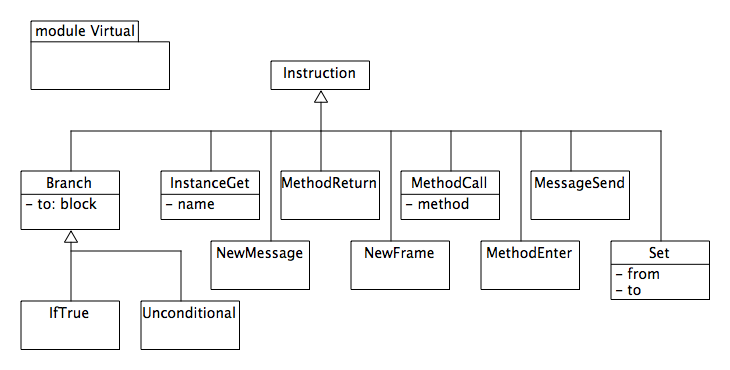 module Virtual
Instruction
Branch
– to: block
InstanceGet
– name
MethodReturn
MethodCall
– method
MessageSend
NewMessage
NewFrame
MethodEnter
Set
– from
– to
IfTrue
Unconditional